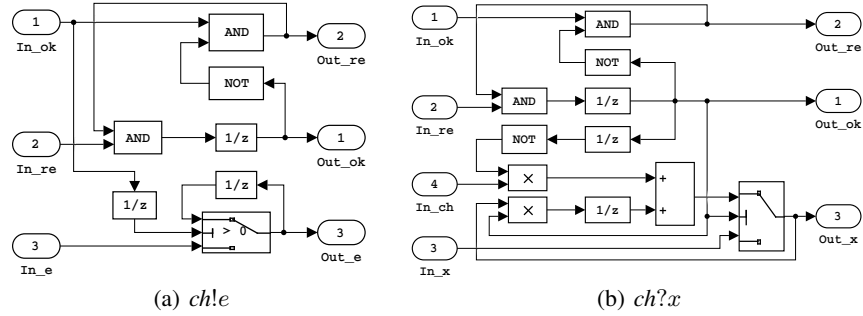 1
In_ok
AND
2
Out_re
NOT
2
In_re
AND
1/z
1
Out_ok
1/z
1/z
> 0
3
In_e
3
Out_e
(a) ch!e
1
In_ok
AND
2
Out_re
NOT
2
In_re
AND
1/z
1
Out_ok
NOT
1/z
4
In_ch
×
+
×
1/z
+
3
In_x
3
Out_x
(b) ch?x